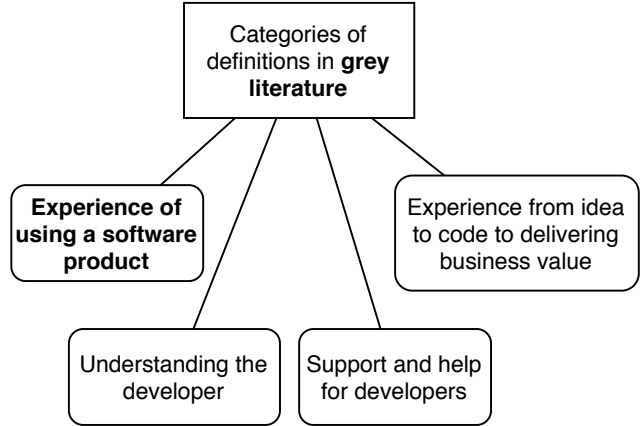 Categories of
definitions in grey
literature
Experience of
using a software
product
Experience from idea
to code to delivering
business value
Understanding the
developer
Support and help
for developers